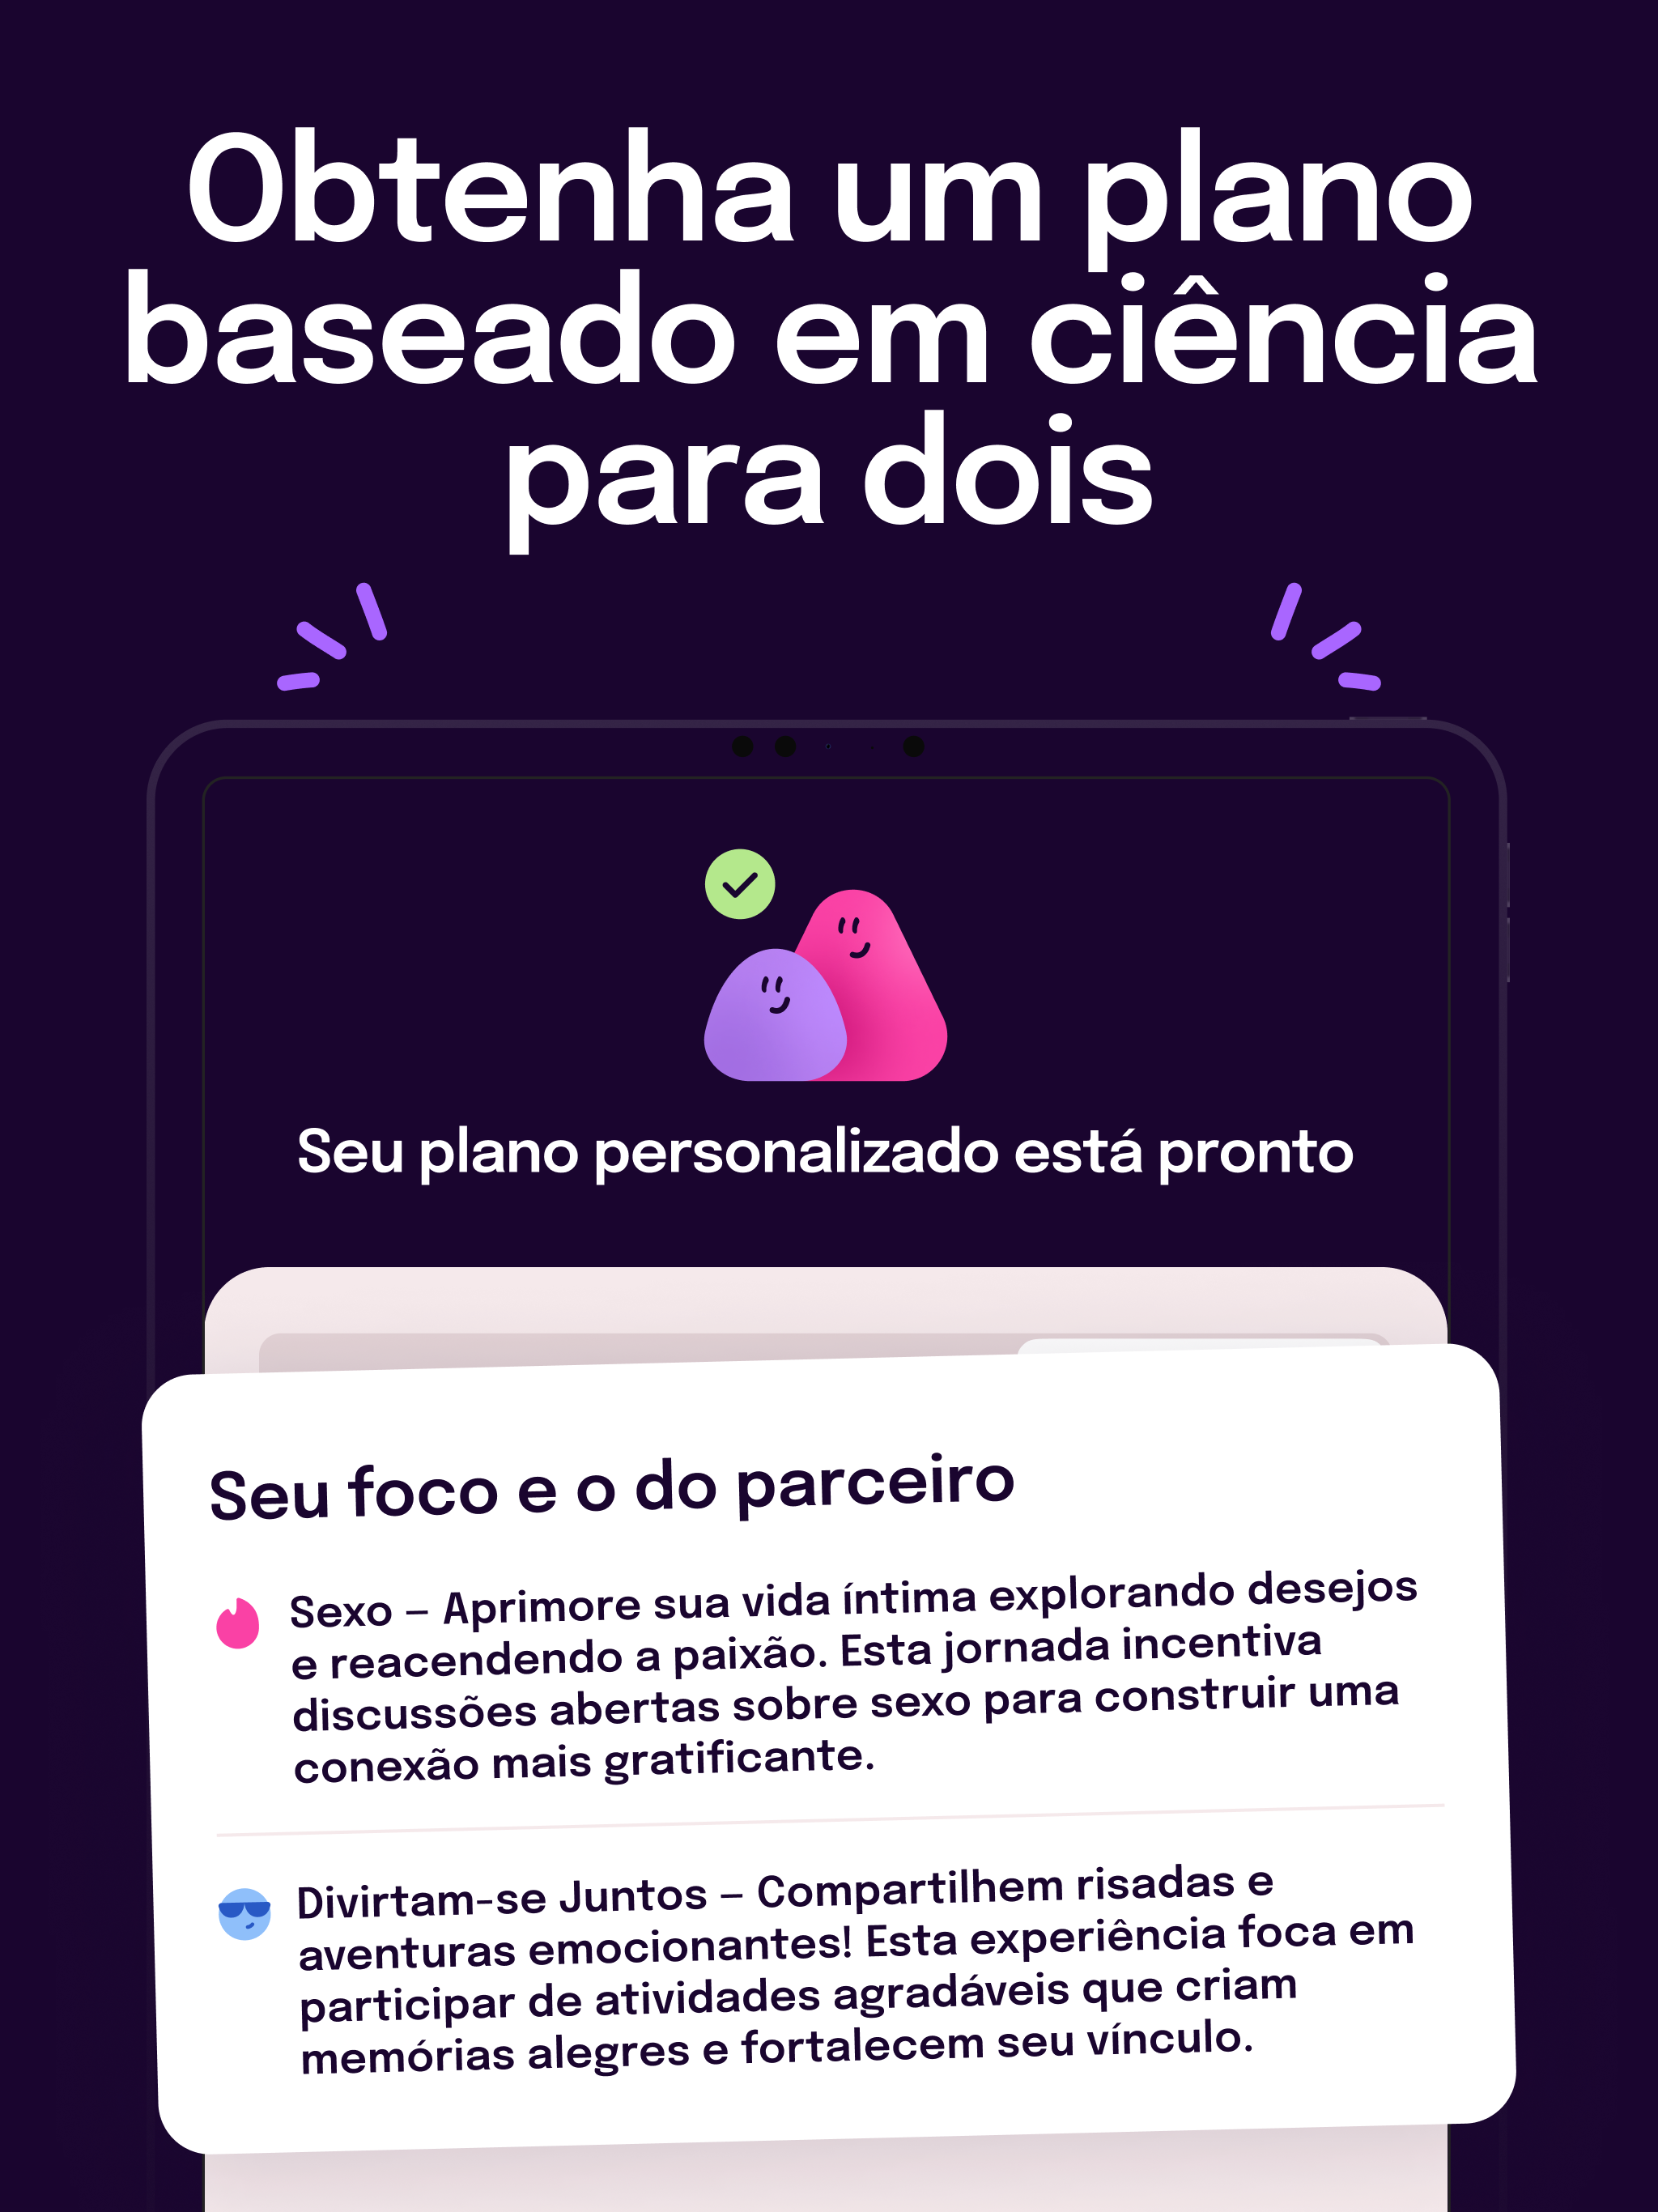 Obtenha um plano
baseado em ciência
para dois
Seu plano personalizado está pronto
Seu foco e o do parceiro
Sexo – Aprimore sua vida íntima explorando desejos
e reacendendo a paixão. Esta jornada incentiva
discussões abertas sobre sexo para construir uma
conexão mais gratificante.
Divirtam-se Juntos – Compartilhem risadas e
aventuras emocionantes! Esta experiência foca em
participar de atividades agradáveis que criam
memórias alegres e fortalecem seu vínculo.